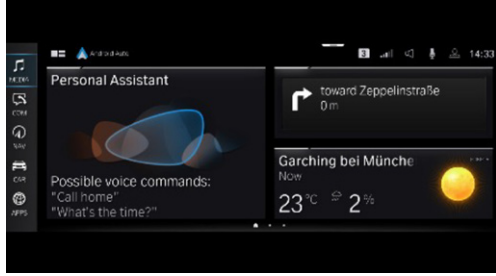 Android Auto
3
14:33
MEDIA
COM
NAV
CAR
APPS
Personal Assistant
Possible voice commands:
"Call home"
"What's the time?"
toward Zeppelinstraße
0 m
Garching bei Münche
Now
23°C
2%